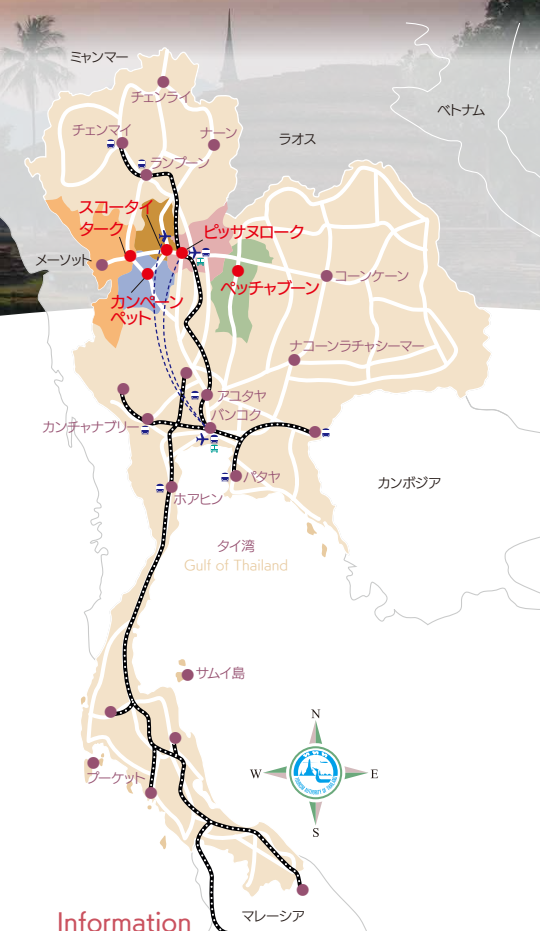 ミャンマー
チェンライ
ベトナム
チェンマイ
ナーン
ラオス
ランプーン
スコータイ
ターク
ピッサヌローク
メーソット
コーンケーン
ペッチャブーン
カンペーン
ペット
ナコーンラチャシーマー
アユタヤ
バンコク
カンチャナブリー
パタヤ
カンボジア
ホアヒン
タイ湾
Gulf of Thailand
サムイ島
N
W
E
S
プーケット
マレーシア
Information